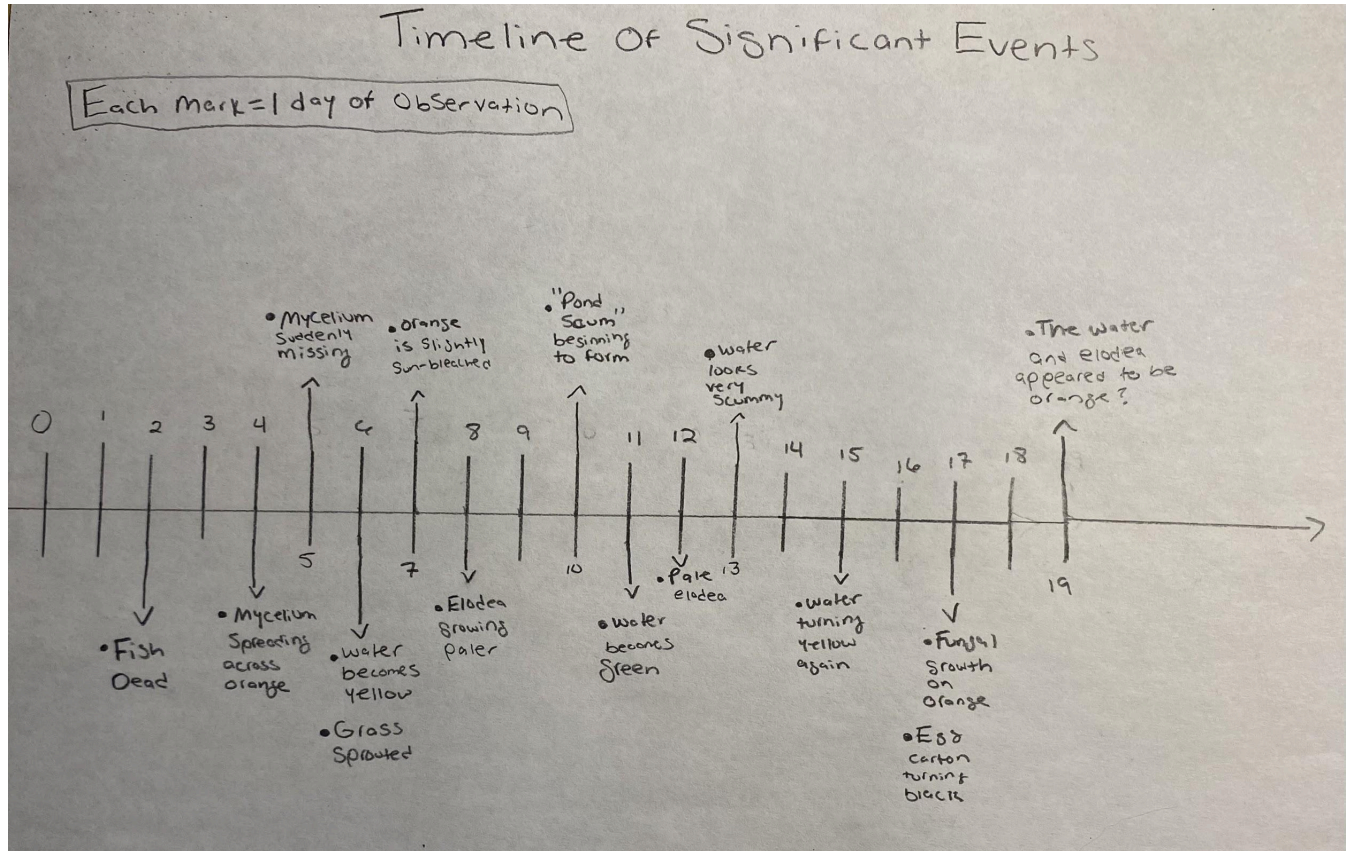 Timeline Of Significant Events
Each mark=1 day of Observation
• Mycelium
Suddenly
missing
• orange
is slightly
Sun-bleached
• "Pond
Scum"
beginning
to form
• water
looks
very
Scummy
• The water
and elodea
appeared to be
orange?
0 1 2 3 4 6 8 9 11 12 14 15 16 17 18
5 7 10 13 19
• Fish
Dead
• Mycelium
Spreading
across
orange
• water
becomes
yellow
• Grass
Sprouted
• Elodea
growing
paler
• water
becomes
green
• Pale
elodea
• water
turning
yellow
again
• Fungal
growth
on
orange
• Egg
carton
turning
black